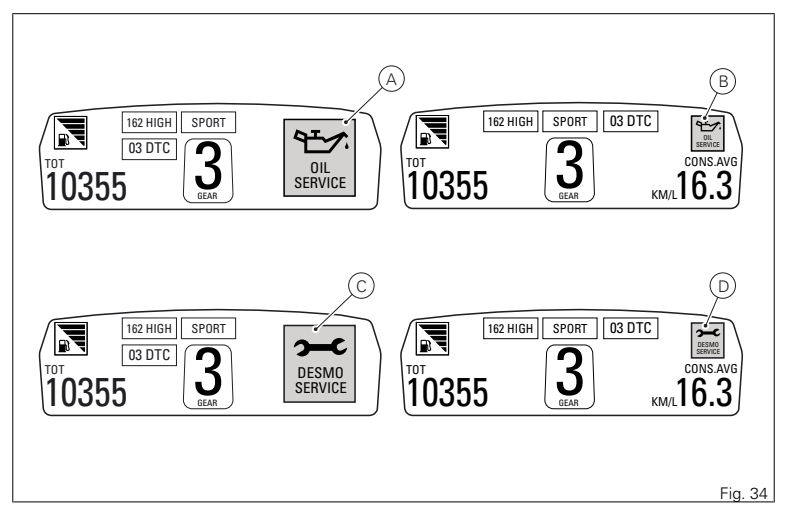 A
162 HIGH SPORT
03 DTC
TOT
10355
3
GEAR
OIL
SERVICE
B
162 HIGH SPORT 03 DTC
OIL
SERVICE
TOT
10355
3
GEAR
CONS.AVG
KM/L 16.3
C
162 HIGH SPORT
03 DTC
TOT
10355
3
GEAR
DESMO
SERVICE
D
162 HIGH SPORT 03 DTC
DESMO
SERVICE
TOT
10355
3
GEAR
CONS.AVG
KM/L 16.3
Fig. 34